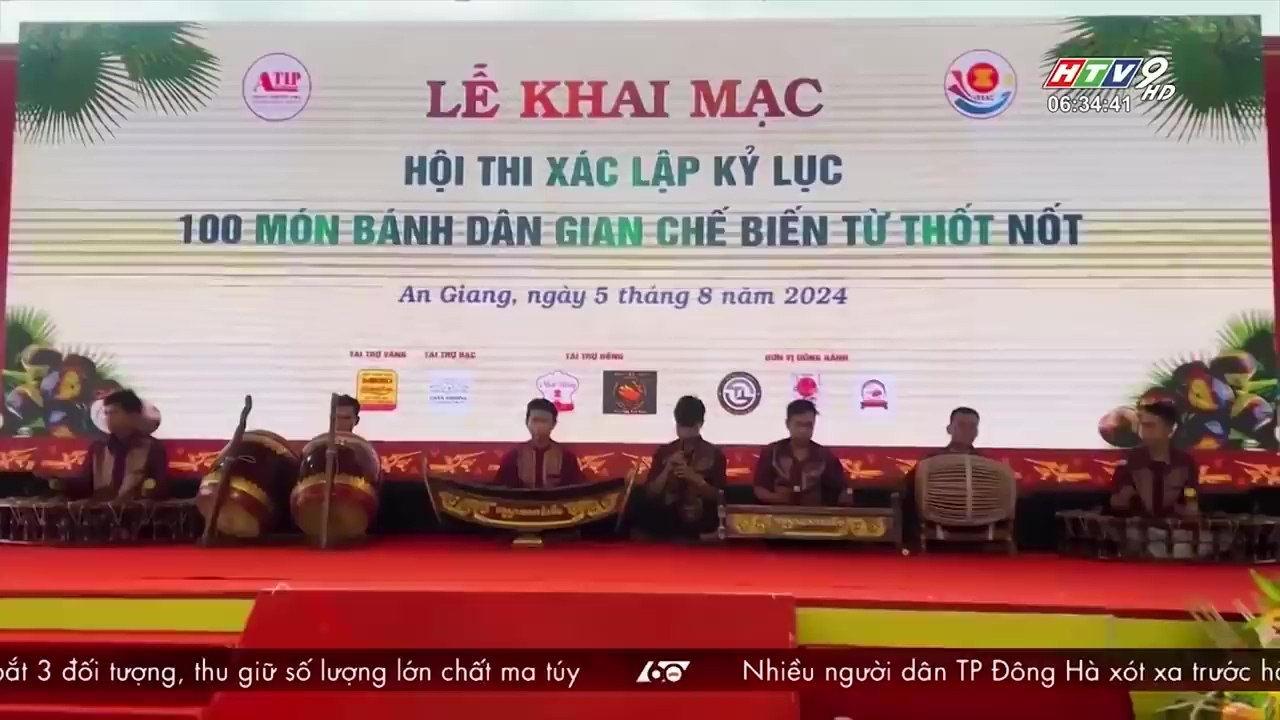 ATIP
LỄ KHAI MẠC
HTV9 HD
06:34:41
HỘI THI XÁC LẬP KỶ LỤC
100 MÓN BÁNH DÂN GIAN CHẾ BIẾN TỪ THỐT NỐT
An Giang, ngày 5 tháng 8 năm 2024
TÀI TRỢ VÀNG TÀI TRỢ BẠC TÀI TRỢ ĐỒNG ĐƠN VỊ ĐỒNG HÀNH
bắt 3 đối tượng, thu giữ số lượng lớn chất ma túy Nhiều người dân TP Đông Hà xót xa trước